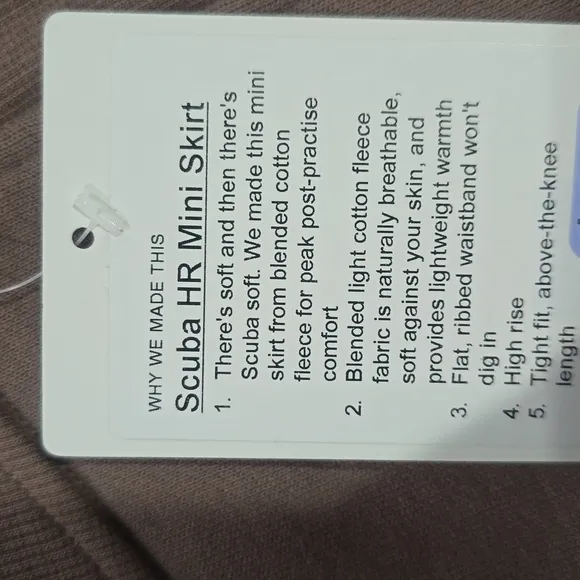 WHY WE MADE THIS
Scuba HR Mini Skirt
1. There's soft and then there's
Scuba soft. We made this mini
skirt from blended cotton
fleece for peak post-practise
comfort
2. Blended light cotton fleece
fabric is naturally breathable,
soft against your skin, and
provides lightweight warmth
3. Flat, ribbed waistband won't
dig in
4. High rise
5. Tight fit, above-the-knee
length